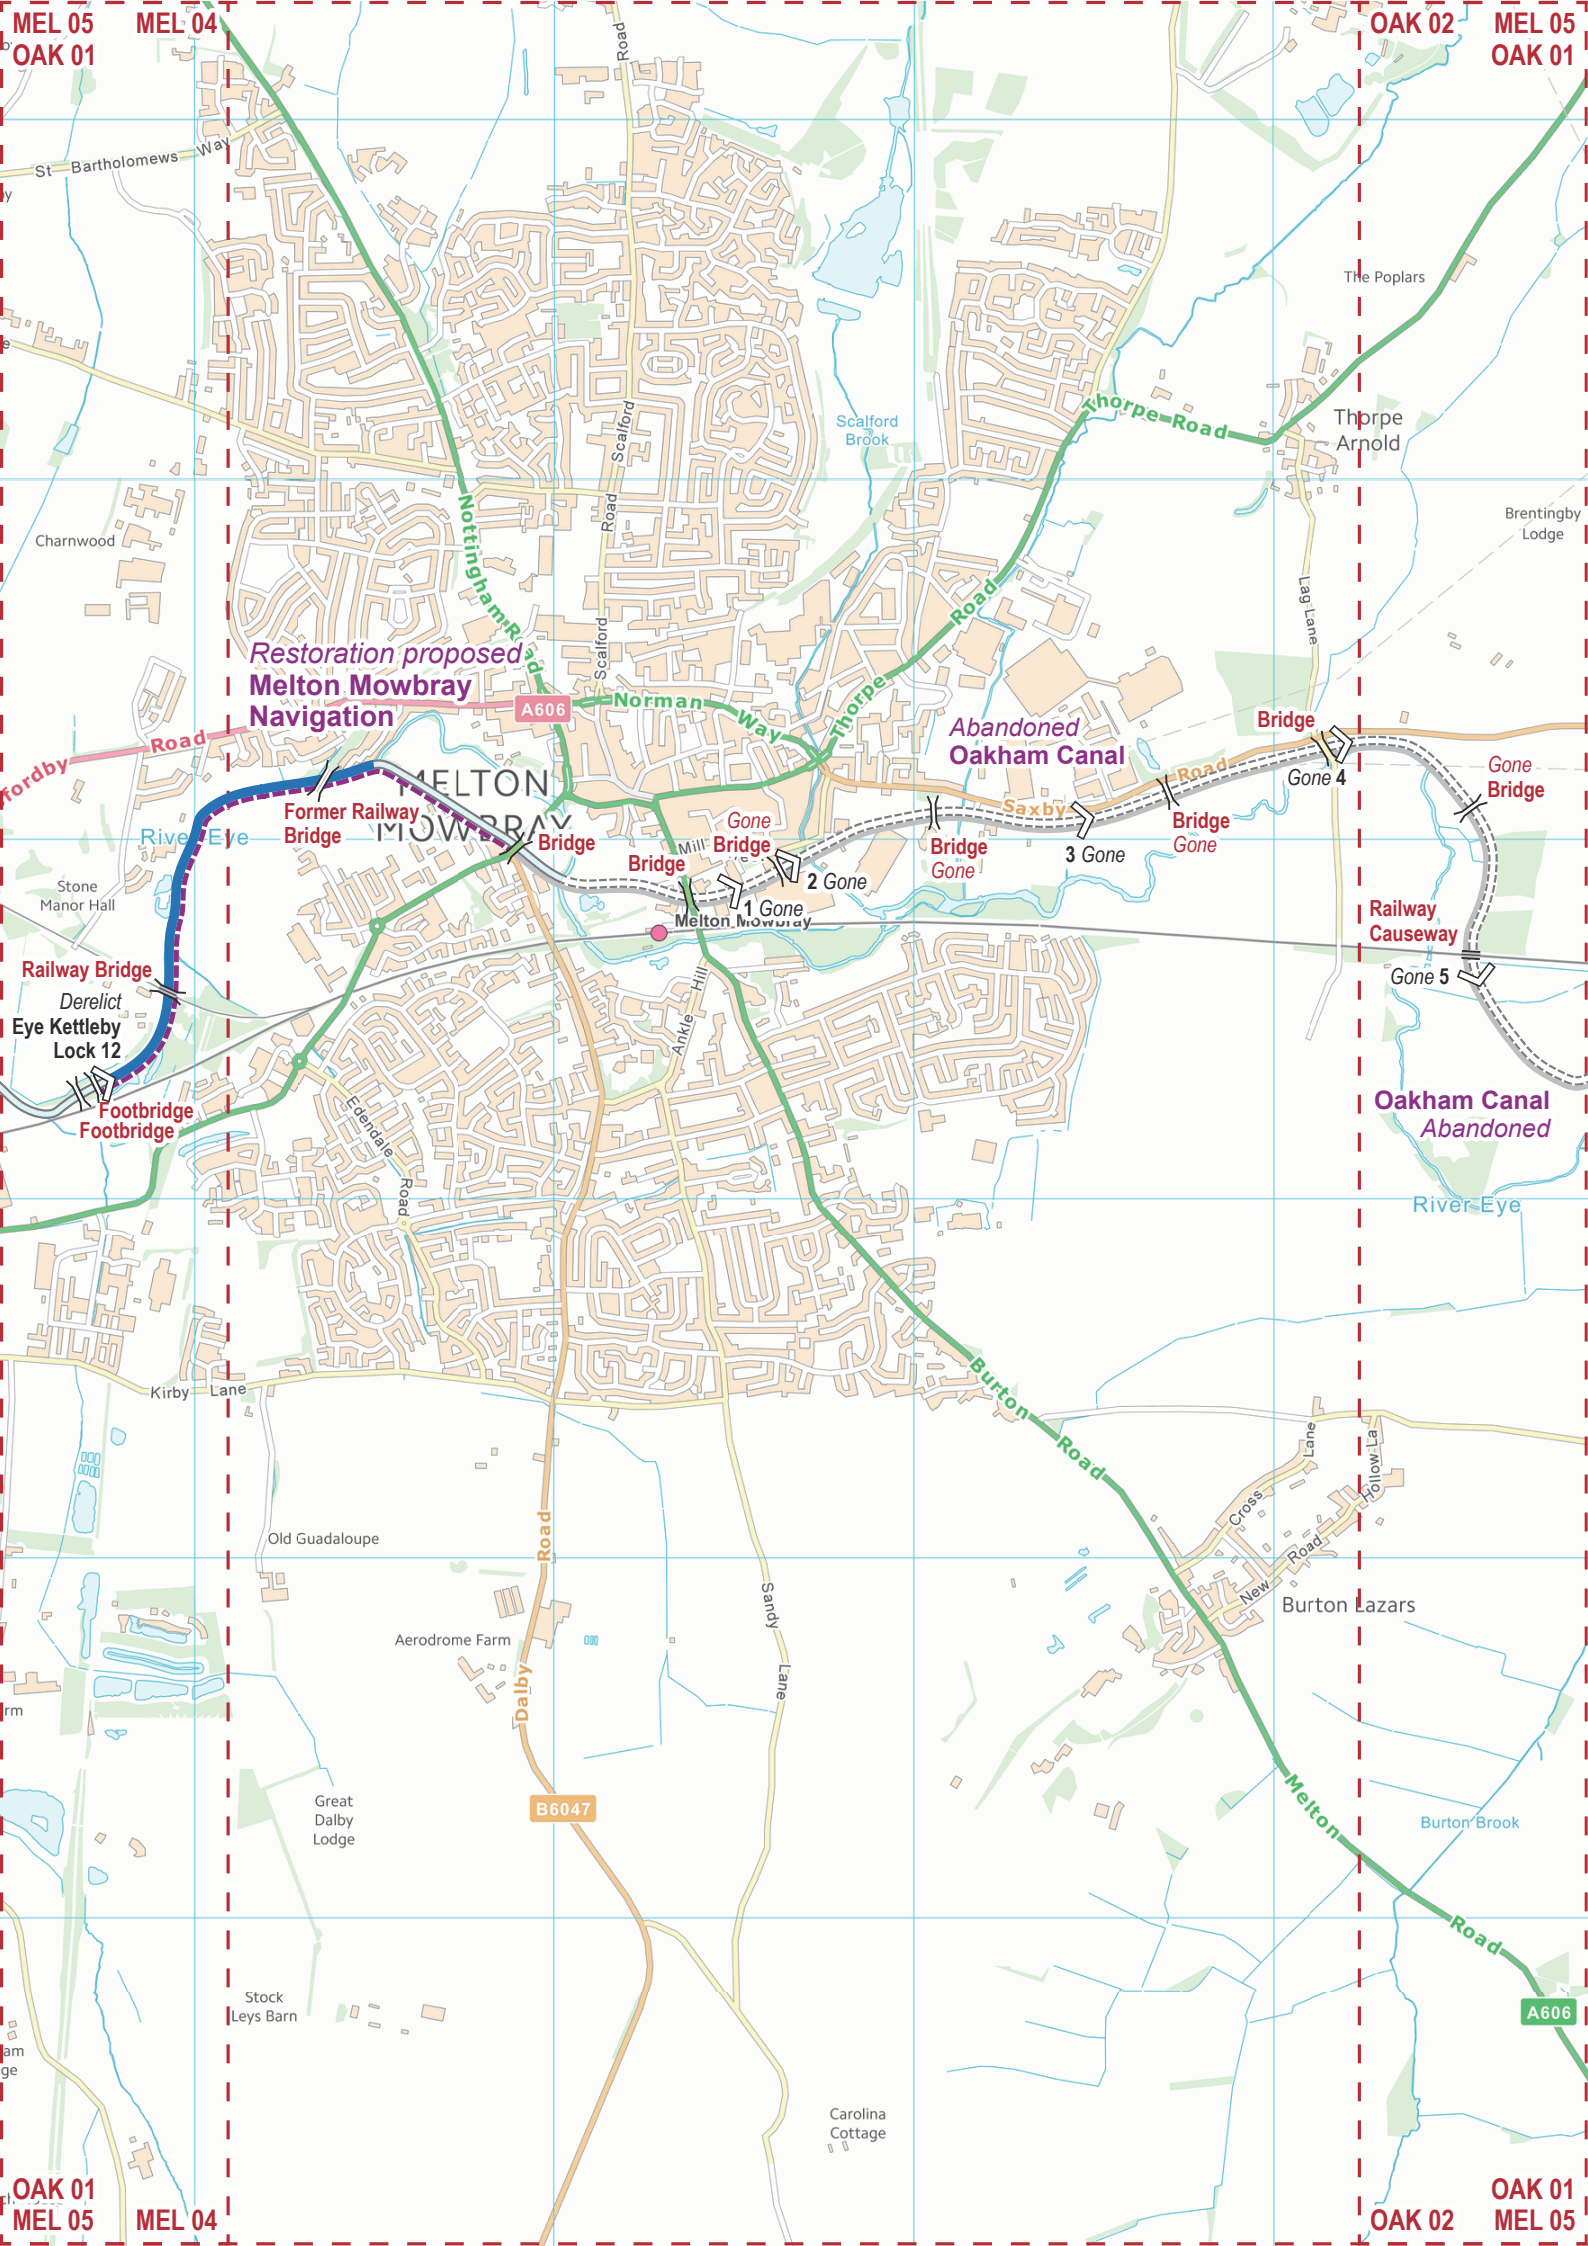 MEL 05
OAK 01
MEL 04
OAK 02
MEL 05
OAK 01
Road
St Bartholomews Way
The Poplars
Thorpe Road
Thorpe
Arnold
Scalford
Brook
Road Scalford
Nottingham Road
Charnwood
Brentingby
Lodge
Lag Lane
Road
Thorpe
Scalford
Restoration proposed
Melton Mowbray
Navigation
A606
Norman Way
fordby Road
Abandoned
Oakham Canal
Bridge
Gone 4
Gone
Bridge
MELTON
MOWBRAY
Former Railway
Bridge
River Eye
Saxby Road
Bridge
Gone
Bridge
Mill
Gone
Bridge
Bridge
Bridge
Gone
3 Gone
2 Gone
1 Gone
Melton Mowbray
Stone
Manor Hall
Railway
Causeway
Gone 5
Railway Bridge
Derelict
Eye Kettleby
Lock 12
Footbridge
Footbridge
Ankle Hill
Edendale Road
Oakham Canal
Abandoned
River Eye
Kirby Lane
Burton Road
Cross Lane
Hollow La
New Road
Burton Lazars
Old Guadaloupe
Dalby Road
Aerodrome Farm
Sandy Lane
rm
Great
Dalby
Lodge
B6047
Melton Road
Burton Brook
Stock
Leys Barn
A606
am
ge
Carolina
Cottage
OAK 01
MEL 05
MEL 04
OAK 02
OAK 01
MEL 05